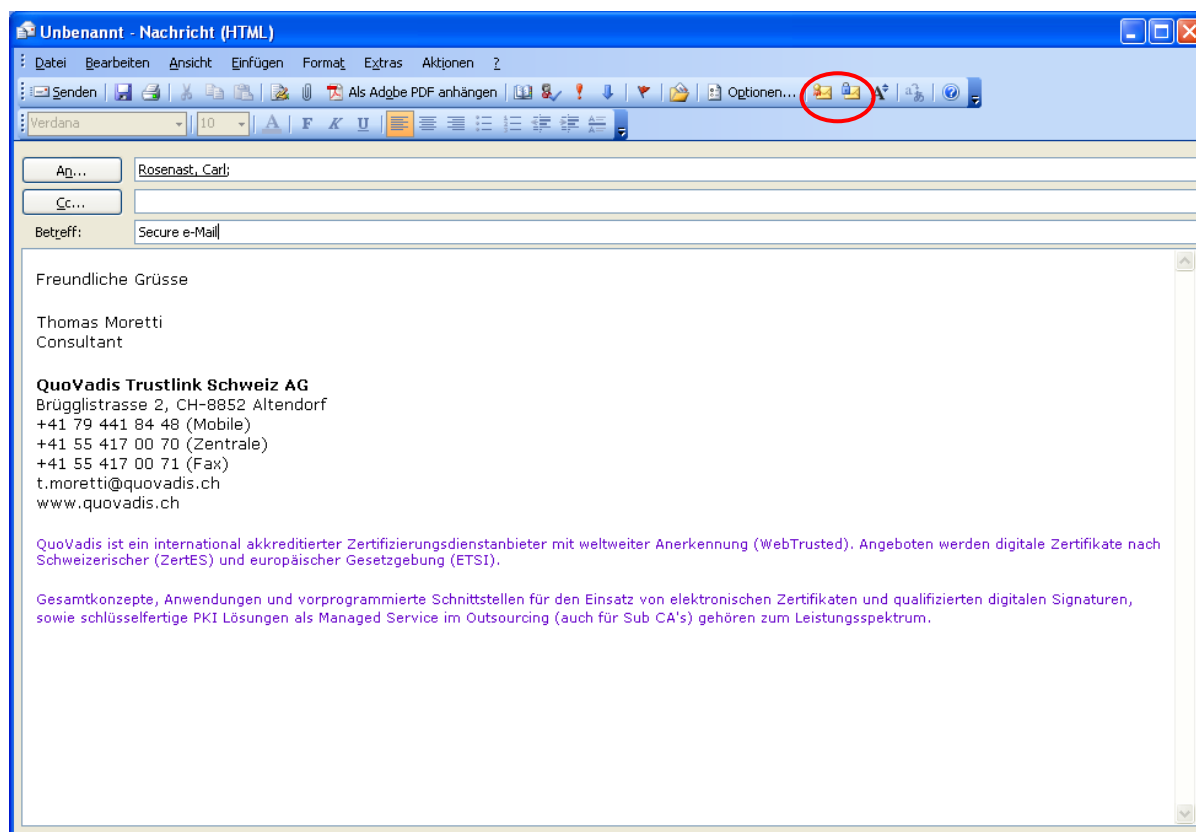 Unbenannt - Nachricht (HTML)
Datei Bearbeiten Ansicht Einfügen Format Extras Aktionen ?
Senden Als Adobe PDF anhängen Optionen...
Verdana 10 A F K U
An... Rosenast, Carl;
Cc...
Betreff: Secure e-Mail
Freundliche Grüsse
Thomas Moretti
Consultant
QuoVadis Trustlink Schweiz AG
Brügglistrasse 2, CH-8852 Altendorf
+41 79 441 84 48 (Mobile)
+41 55 417 00 70 (Zentrale)
+41 55 417 00 71 (Fax)
t.moretti@quovadis.ch
www.quovadis.ch
QuoVadis ist ein international akkreditierter Zertifizierungsdienstanbieter mit weltweiter Anerkennung (WebTrusted). Angeboten werden digitale Zertifikate nach
Schweizerischer (ZertES) und europäischer Gesetzgebung (ETSI).
Gesamtkonzepte, Anwendungen und vorprogrammierte Schnittstellen für den Einsatz von elektronischen Zertifikaten und qualifizierten digitalen Signaturen,
sowie schlüsselfertige PKI Lösungen als Managed Service im Outsourcing (auch für Sub CA's) gehören zum Leistungsspektrum.